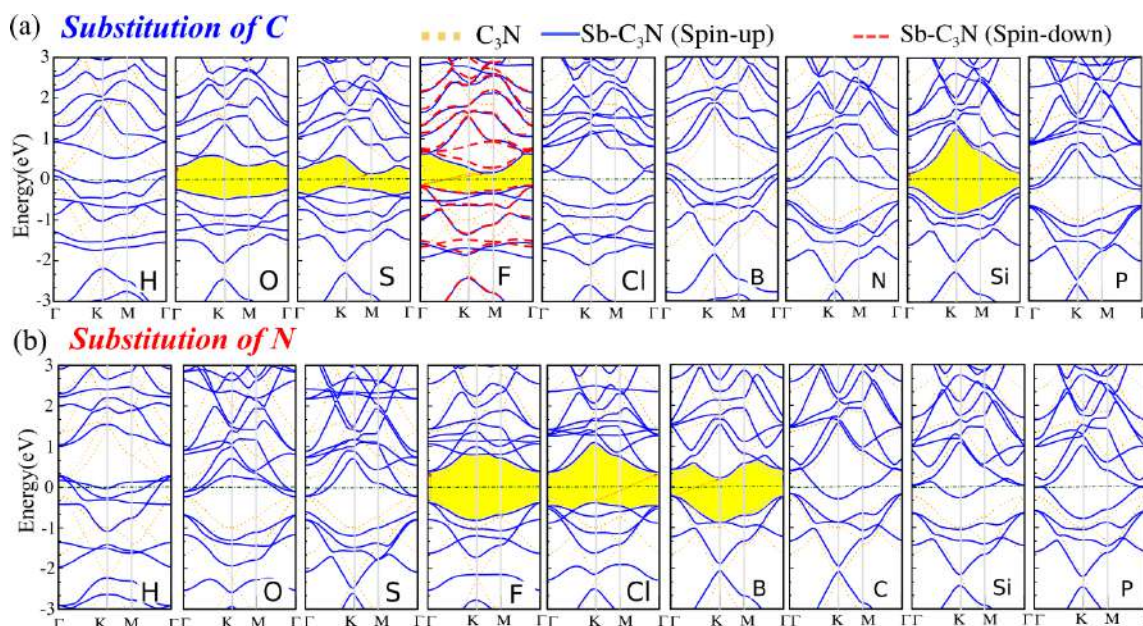 (a) Substitution of C
C₃N Sb-C₃N (Spin-up) Sb-C₃N (Spin-down)
Energy(eV)
3
2
1
0
-1
-2
-3
H O S F Cl B N Si P
Γ K M Γ K M Γ K M Γ K M Γ K M Γ K M Γ K M Γ K M Γ K M Γ
(b) Substitution of N
Energy(eV)
3
2
1
0
-1
-2
-3
H O S F Cl B C Si P
Γ K M Γ K M Γ K M Γ K M Γ K M Γ K M Γ K M Γ K M Γ K M Γ